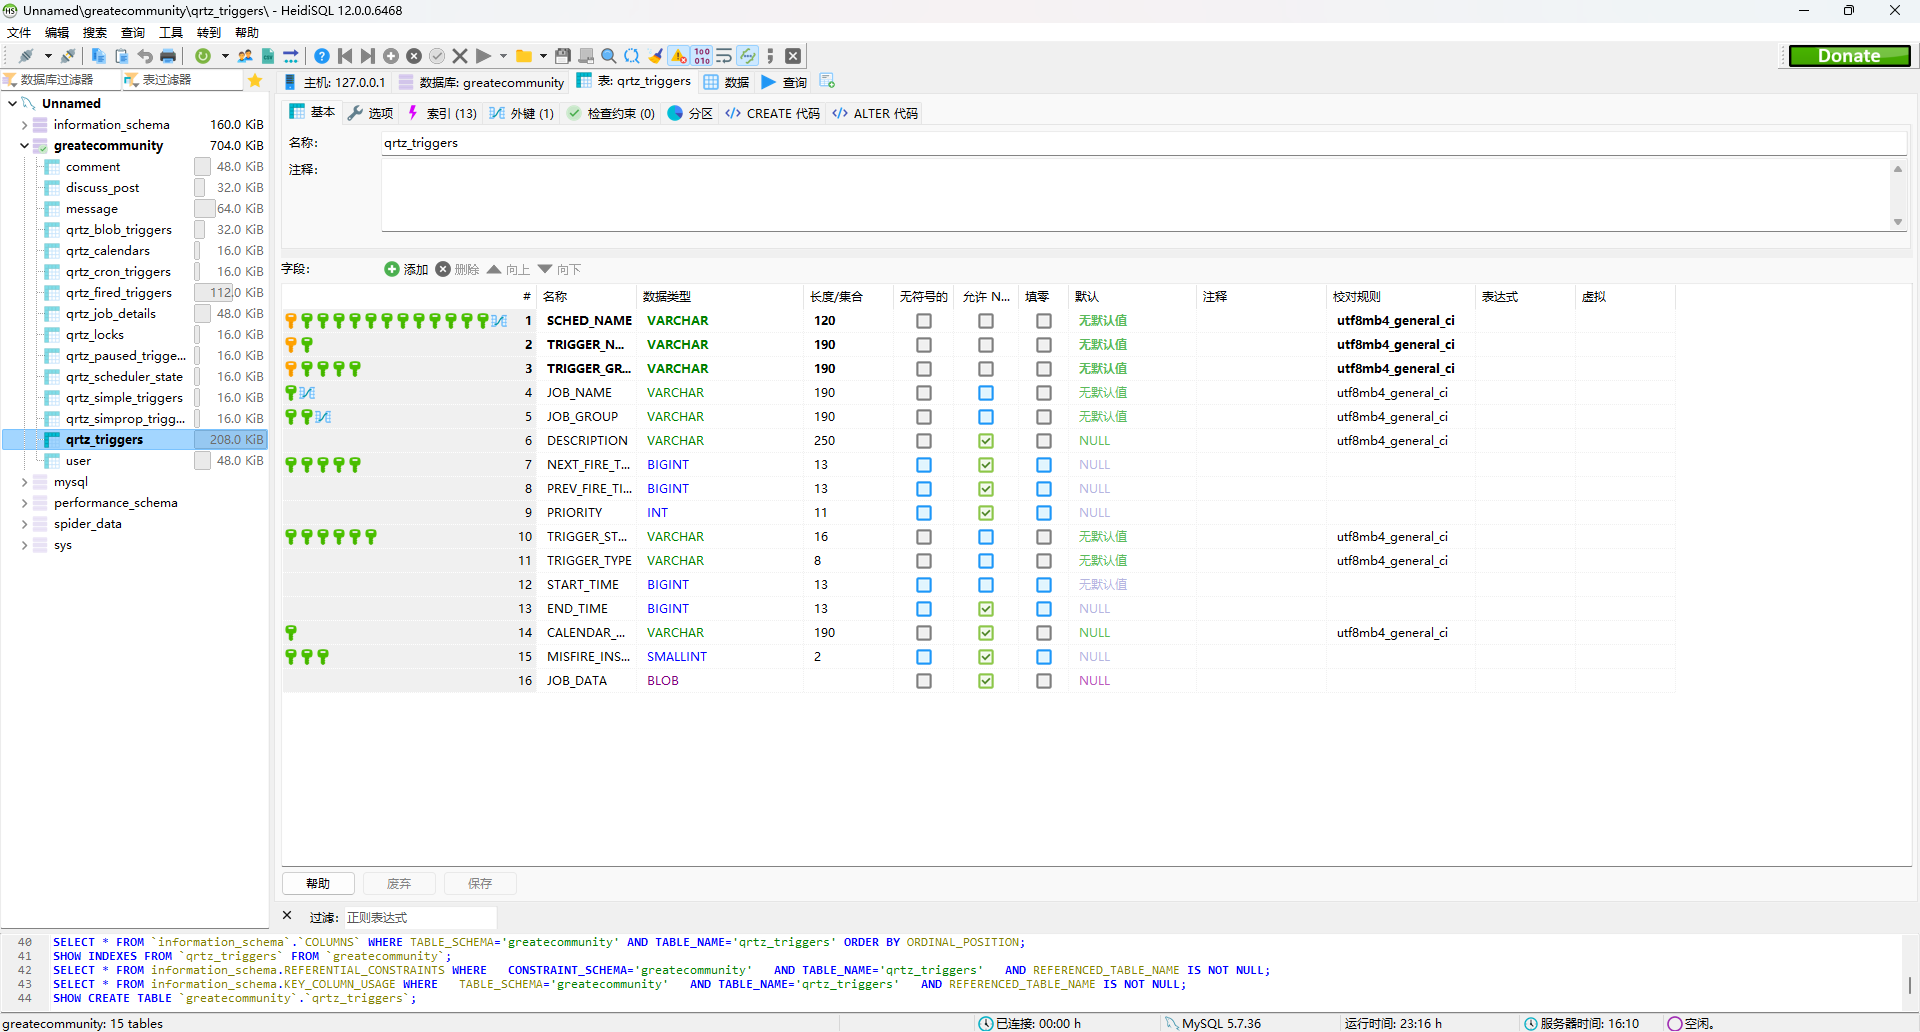 Unnamed\greatecommunity\qrtz_triggers\ - HeidiSQL 12.0.0.6468
文件 编辑 搜索 查询 工具 转到 帮助
Donate
数据库过滤器 表过滤器
主机: 127.0.0.1 数据库: greatecommunity 表: qrtz_triggers 数据 查询
Unnamed
information_schema 160.0 KiB
greatecommunity 704.0 KiB
comment 48.0 KiB
discuss_post 32.0 KiB
message 64.0 KiB
qrtz_blob_triggers 32.0 KiB
qrtz_calendars 16.0 KiB
qrtz_cron_triggers 16.0 KiB
qrtz_fired_triggers 112.0 KiB
qrtz_job_details 48.0 KiB
qrtz_locks 16.0 KiB
qrtz_paused_trigge... 16.0 KiB
qrtz_scheduler_state 16.0 KiB
qrtz_simple_triggers 16.0 KiB
qrtz_simprop_trigg... 16.0 KiB
qrtz_triggers 208.0 KiB
user 48.0 KiB
mysql
performance_schema
spider_data
sys
基本 选项 索引 (13) 外键 (1) 检查约束 (0) 分区 </> CREATE 代码 </> ALTER 代码
名称: qrtz_triggers
注释:
字段: 添加 删除 向上 向下
# 名称 数据类型 长度/集合 无符号的 允许 N... 填零 默认 注释 校对规则 表达式 虚拟
1 SCHED_NAME VARCHAR 120 无默认值 utf8mb4_general_ci
2 TRIGGER_N... VARCHAR 190 无默认值 utf8mb4_general_ci
3 TRIGGER_GR... VARCHAR 190 无默认值 utf8mb4_general_ci
4 JOB_NAME VARCHAR 190 无默认值 utf8mb4_general_ci
5 JOB_GROUP VARCHAR 190 无默认值 utf8mb4_general_ci
6 DESCRIPTION VARCHAR 250 NULL utf8mb4_general_ci
7 NEXT_FIRE_T... BIGINT 13 NULL
8 PREV_FIRE_TI... BIGINT 13 NULL
9 PRIORITY INT 11 NULL
10 TRIGGER_ST... VARCHAR 16 无默认值 utf8mb4_general_ci
11 TRIGGER_TYPE VARCHAR 8 无默认值 utf8mb4_general_ci
12 START_TIME BIGINT 13 无默认值
13 END_TIME BIGINT 13 NULL
14 CALENDAR_... VARCHAR 190 NULL utf8mb4_general_ci
15 MISFIRE_INS... SMALLINT 2 NULL
16 JOB_DATA BLOB NULL
帮助 废弃 保存
× 过滤: 正则表达式
40 SELECT * FROM `information_schema`.`COLUMNS` WHERE TABLE_SCHEMA='greatecommunity' AND TABLE_NAME='qrtz_triggers' ORDER BY ORDINAL_POSITION;
41 SHOW INDEXES FROM `qrtz_triggers` FROM `greatecommunity`;
42 SELECT * FROM information_schema.REFERENTIAL_CONSTRAINTS WHERE CONSTRAINT_SCHEMA='greatecommunity' AND TABLE_NAME='qrtz_triggers' AND REFERENCED_TABLE_NAME IS NOT NULL;
43 SELECT * FROM information_schema.KEY_COLUMN_USAGE WHERE TABLE_SCHEMA='greatecommunity' AND TABLE_NAME='qrtz_triggers' AND REFERENCED_TABLE_NAME IS NOT NULL;
44 SHOW CREATE TABLE `greatecommunity`.`qrtz_triggers`;
greatecommunity: 15 tables 已连接: 00:00 h MySQL 5.7.36 运行时间: 23:16 h 服务器时间: 16:10 空闲。